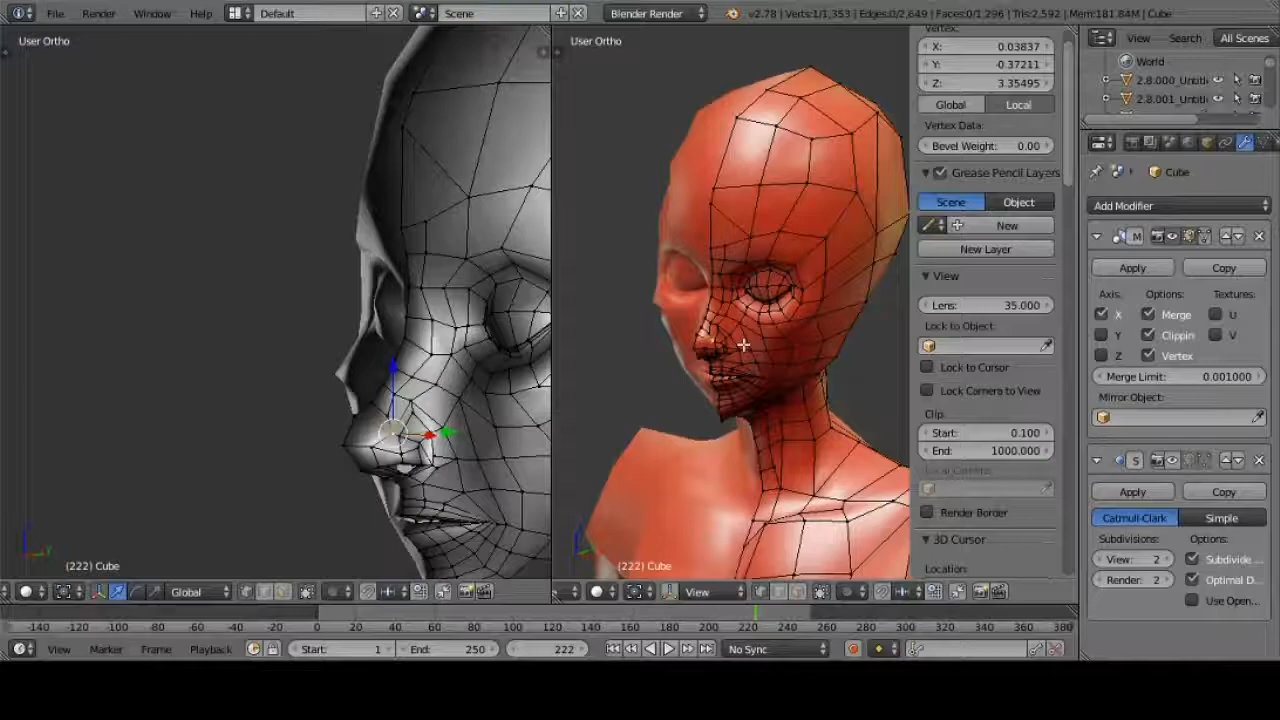 File Render Window Help Default Scene Blender Render v2.78 | Verts:1/1,353 | Edges:0/2,649 | Faces:0/1,296 | Tris:2,592 | Mem:181.84M | Cube
User Ortho
(222) Cube
Global
User Ortho
(222) Cube
View
Vertex:
X: 0.03837
Y: -0.37211
Z: 3.35495
Global Local
Vertex Data:
Bevel Weight: 0.00
Grease Pencil Layers
Scene Object
New
New Layer
View
Lens: 35.000
Lock to Object:
Lock to Cursor
Lock Camera to View
Clip:
Start: 0.100
End: 1000.000
Local Camera:
Render Border
3D Cursor
Location:
View Search All Scenes
World
2.8.000_Untitl
2.8.001_Untitl
Cube
Add Modifier
M
Apply Copy
Axis: Options: Textures:
X Merge U
Y Clippin V
Z Vertex
Merge Limit: 0.001000
Mirror Object:
S
Apply Copy
Catmull-Clark Simple
Subdivisions: Options:
View: 2 Subdivide
Render: 2 Optimal D
Use Open...
-140 -120 -100 -80 -60 -40 -20 0 20 40 60 80 100 120 140 160 180 200 220 240 260 280 300 320 340 360 380
View Marker Frame Playback Start: 1 End: 250 222 No Sync